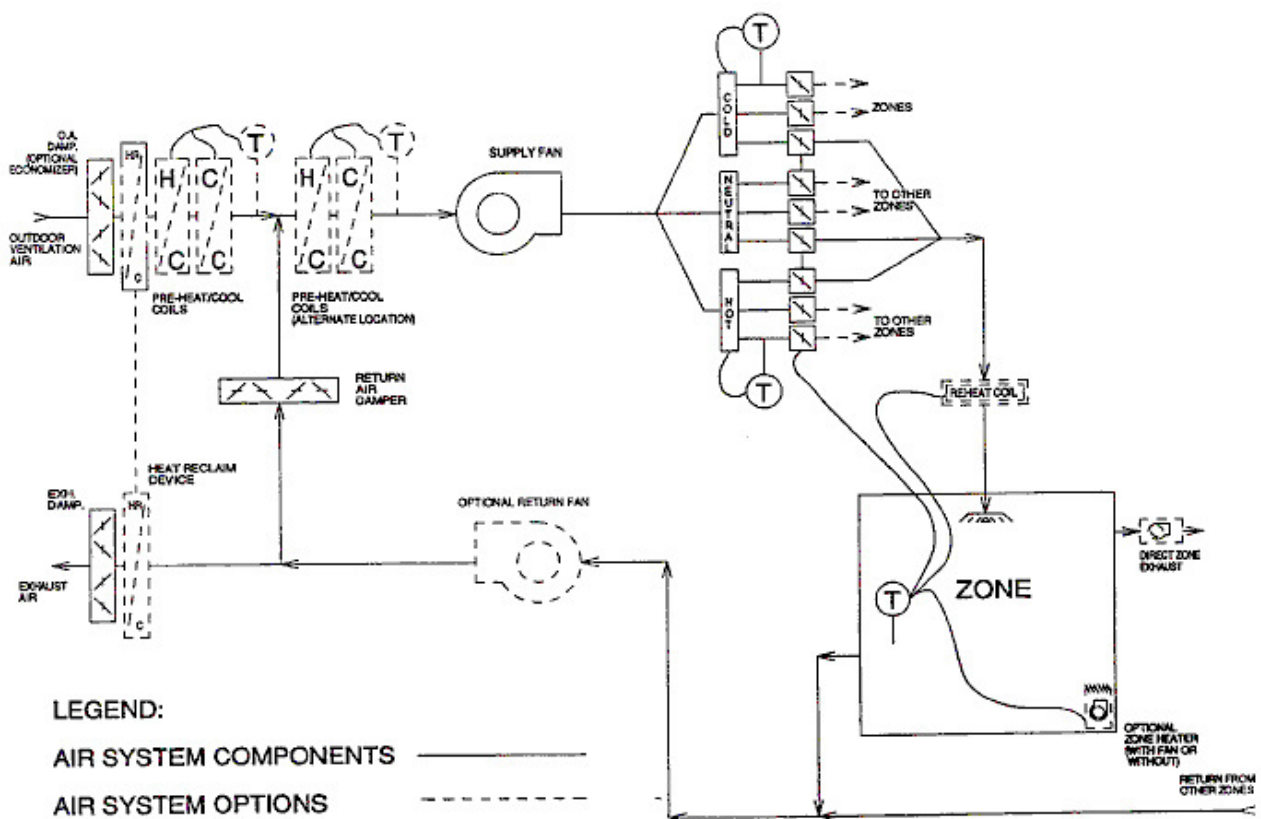 O.A.
DAMP.
(OPTIONAL
ECONOMIZER)
OUTDOOR
VENTILATION
AIR
HR
C
H
C
C
C
T
PRE-HEAT/COOL
COILS
H
C
C
C
T
PRE-HEAT/COOL
COILS
(ALTERNATE LOCATION)
SUPPLY FAN
T
COLD
NEUTRAL
HOT
T
ZONES
TO OTHER
ZONES
TO OTHER
ZONES
REHEAT COIL
RETURN
AIR
DAMPER
HEAT RECLAIM
DEVICE
EXH.
DAMP.
HR
C
EXHAUST
AIR
OPTIONAL RETURN FAN
ZONE
T
DIRECT ZONE
EXHAUST
OPTIONAL
ZONE HEATER
(WITH FAN OR
WITHOUT)
RETURN FROM
OTHER ZONES
LEGEND:
AIR SYSTEM COMPONENTS
AIR SYSTEM OPTIONS